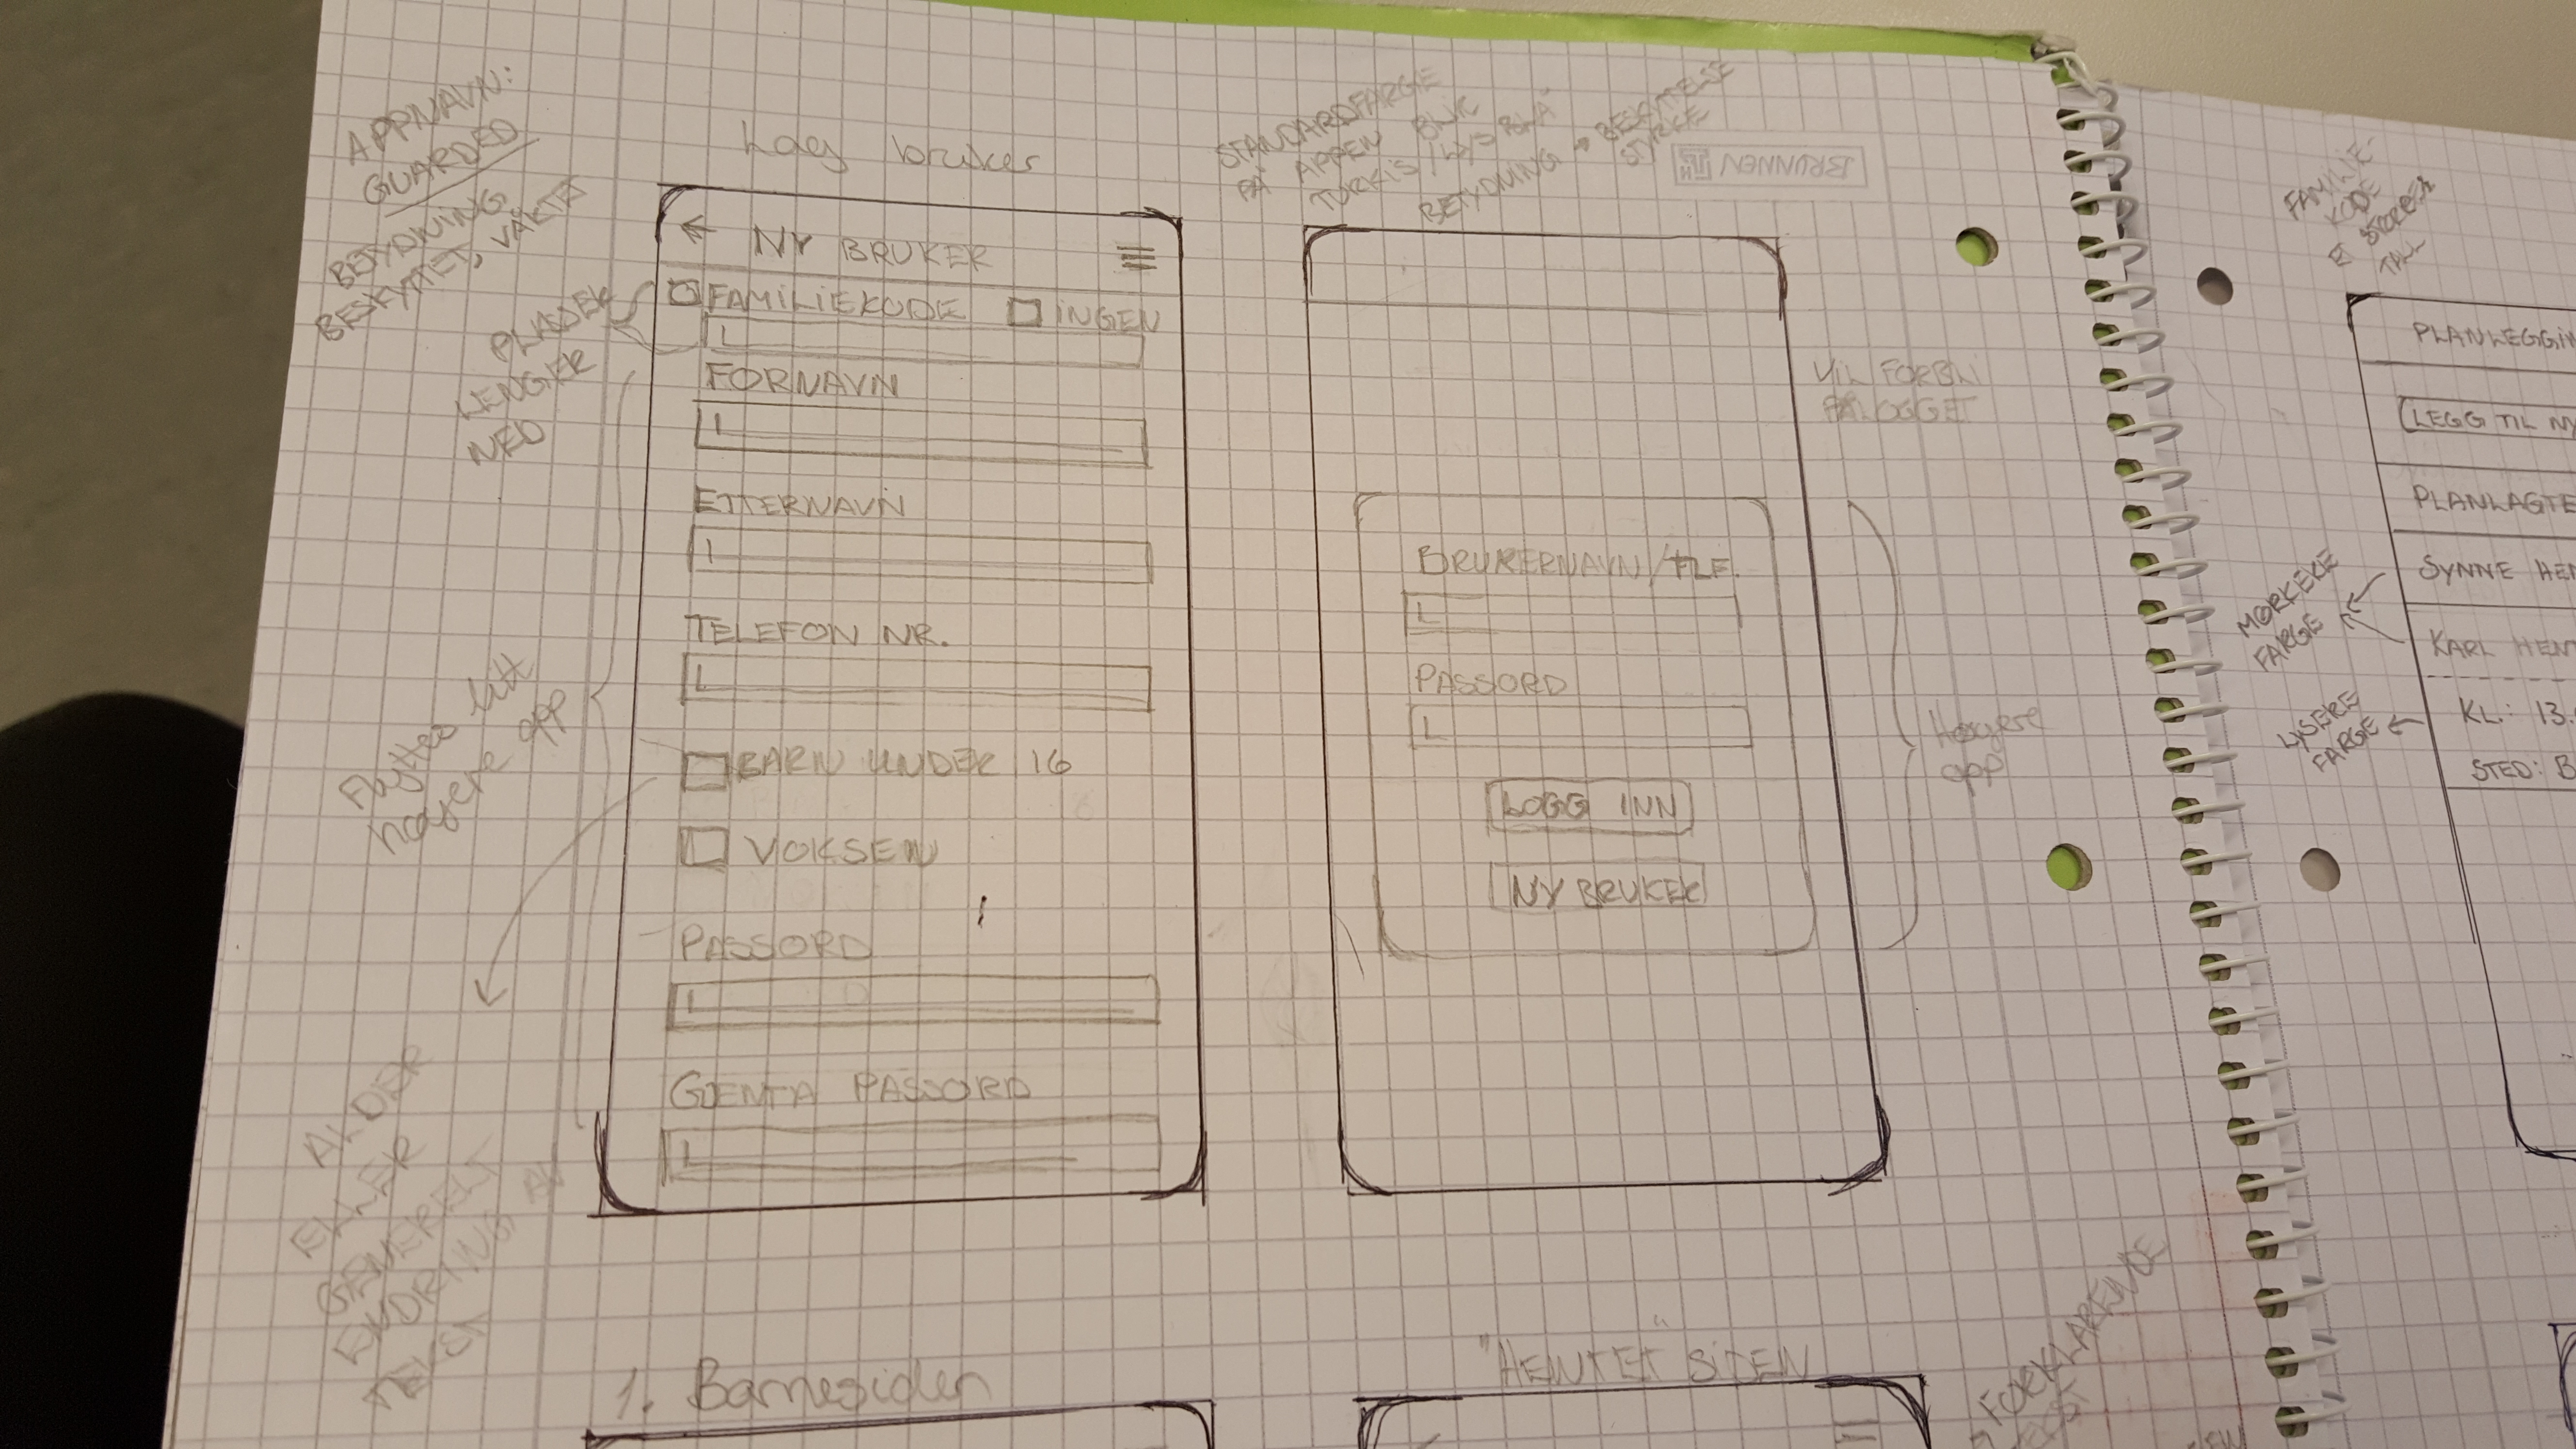 APPNAVN:
GUARDED
BETYDNING
BESKYTTET, VAKTET
PLASSER
LENGER
NED
Flyttes litt
høyere opp
ALDER
ELLER
GENERELT
ENDRING AV
TEKST
Lag bruker
← NY BRUKER
FAMILIEKODE INGEN
FORNAVN
ETTERNAVN
TELEFON NR.
BARN UNDER 16
VOKSEN
PASSORD
GJENTA PASSORD
STANDARDFARGE
PÅ APPEN BLIR
TURKIS / LYS BLÅ
BETYDNING → BESKYTTELSE
STYRKE
BRUNNEN
VIL FORBLI
PÅLOGGET
BRUKERNAVN/TLF.
PASSORD
LOGG INN
NY BRUKER
Høyere
opp
1. Barnesiden
"HENTET" SIDEN
FORKLARENDE
TEKST
FAMILIE-
KODE
ET STØRRE
TALL
MØRKERE
FARGE
LYSERE
FARGE
PLANLEGGIN
LEGG TIL NY
PLANLAGTE
SYNNE HEN
KARL HENT
KL.: 13.
STED: B